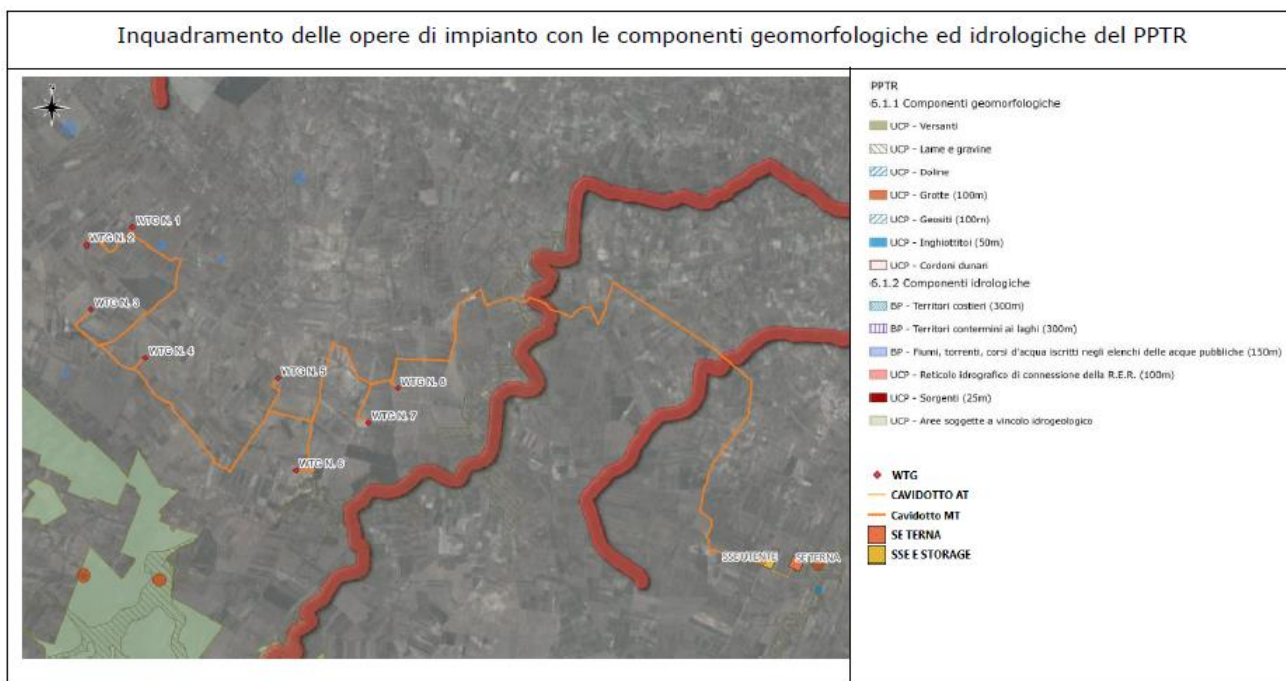 Inquadramento delle opere di impianto con le componenti geomorfologiche ed idrologiche del PPTR
WTG N. 1
WTG N. 2
WTG N. 3
WTG N. 4
WTG N. 5
WTG N. 8
WTG N. 7
WTG N. 6
SSE UTENTE
SE TERNA
PPTR
6.1.1 Componenti geomorfologiche
UCP - Versanti
UCP - Lame e gravine
UCP - Doline
UCP - Grotte (100m)
UCP - Geositi (100m)
UCP - Inghiottitoi (50m)
UCP - Cordoni dunari
6.1.2 Componenti idrologiche
BP - Territori costieri (300m)
BP - Territori contermini ai laghi (300m)
BP - Fiumi, torrenti, corsi d'acqua iscritti negli elenchi delle acque pubbliche (150m)
UCP - Reticolo idrografico di connessione della R.E.R. (100m)
UCP - Sorgenti (25m)
UCP - Aree soggette a vincolo idrogeologico
WTG
CAVIDOTTO AT
Cavidotto MT
SE TERNA
SSE E STORAGE